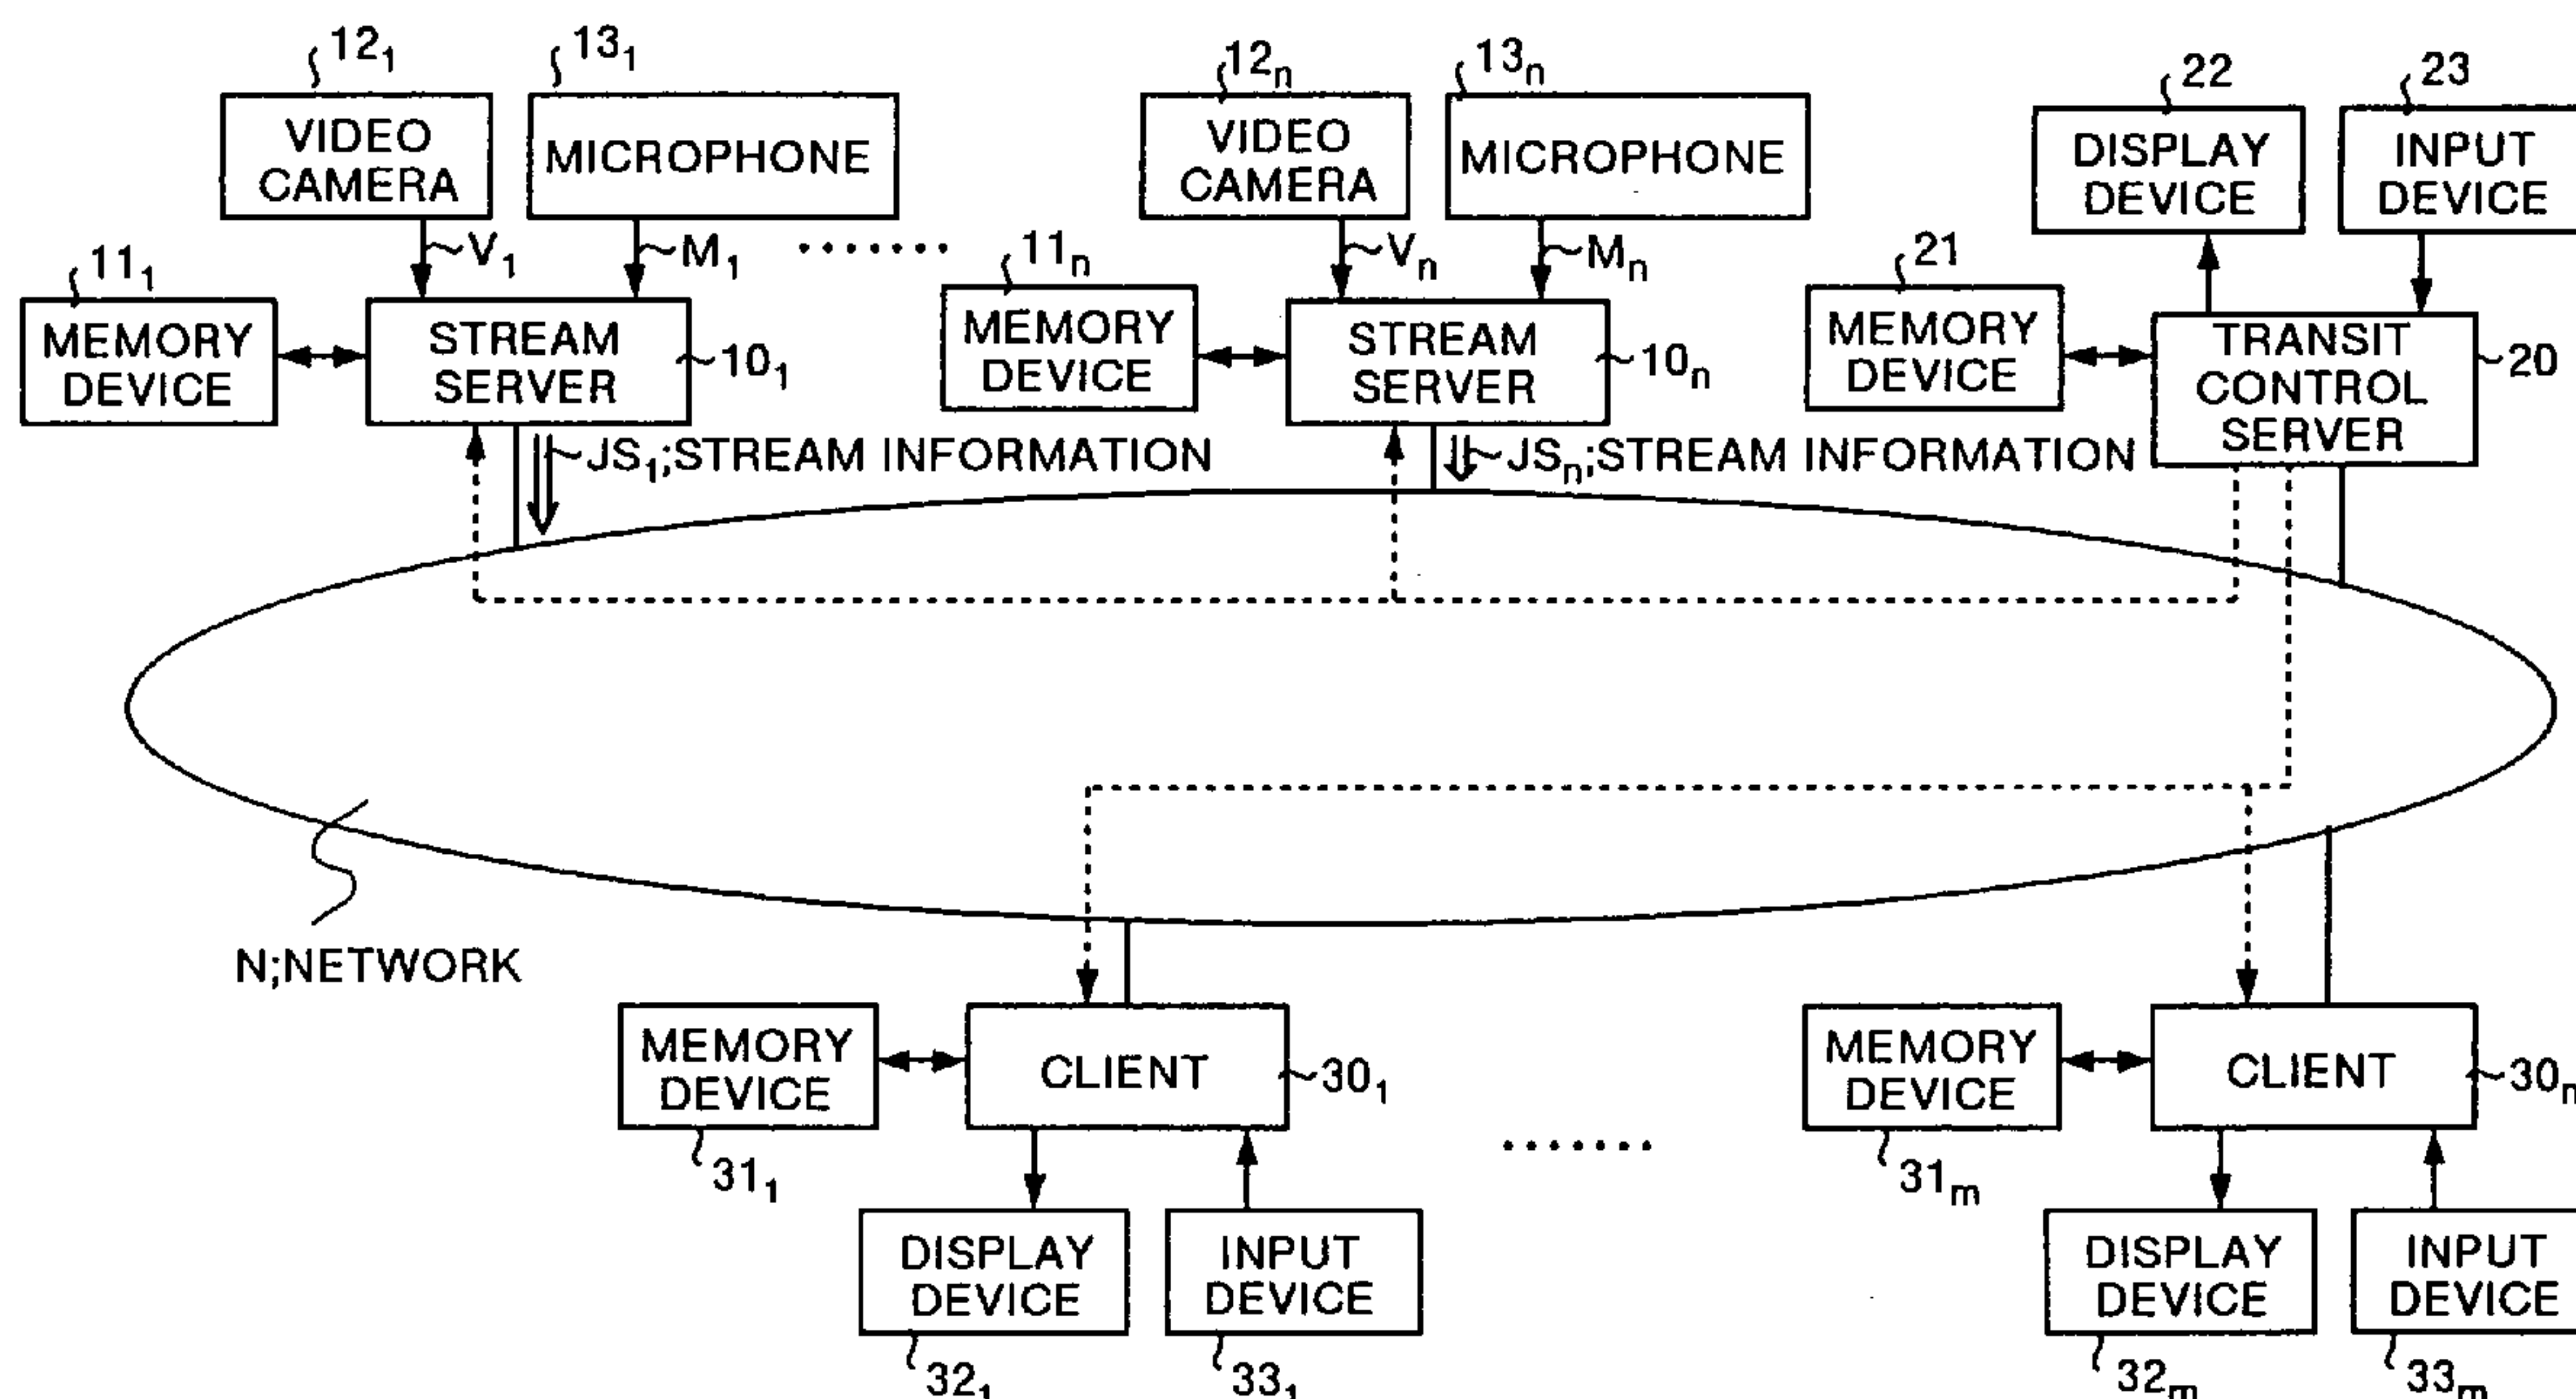 12₁
13₁
12ₙ
13ₙ
22
23
VIDEO
CAMERA
MICROPHONE
VIDEO
CAMERA
MICROPHONE
DISPLAY
DEVICE
INPUT
DEVICE
V₁
M₁
.......
Vₙ
Mₙ
11₁
11ₙ
21
MEMORY
DEVICE
STREAM
SERVER
10₁
MEMORY
DEVICE
STREAM
SERVER
10ₙ
MEMORY
DEVICE
TRANSIT
CONTROL
SERVER
20
JS₁;STREAM INFORMATION
JSₙ;STREAM INFORMATION
N;NETWORK
MEMORY
DEVICE
CLIENT
30₁
MEMORY
DEVICE
CLIENT
30
31₁
.......
31ₘ
DISPLAY
DEVICE
INPUT
DEVICE
DISPLAY
DEVICE
INPUT
DEVICE
32₁
33₁
32ₘ
33ₘ